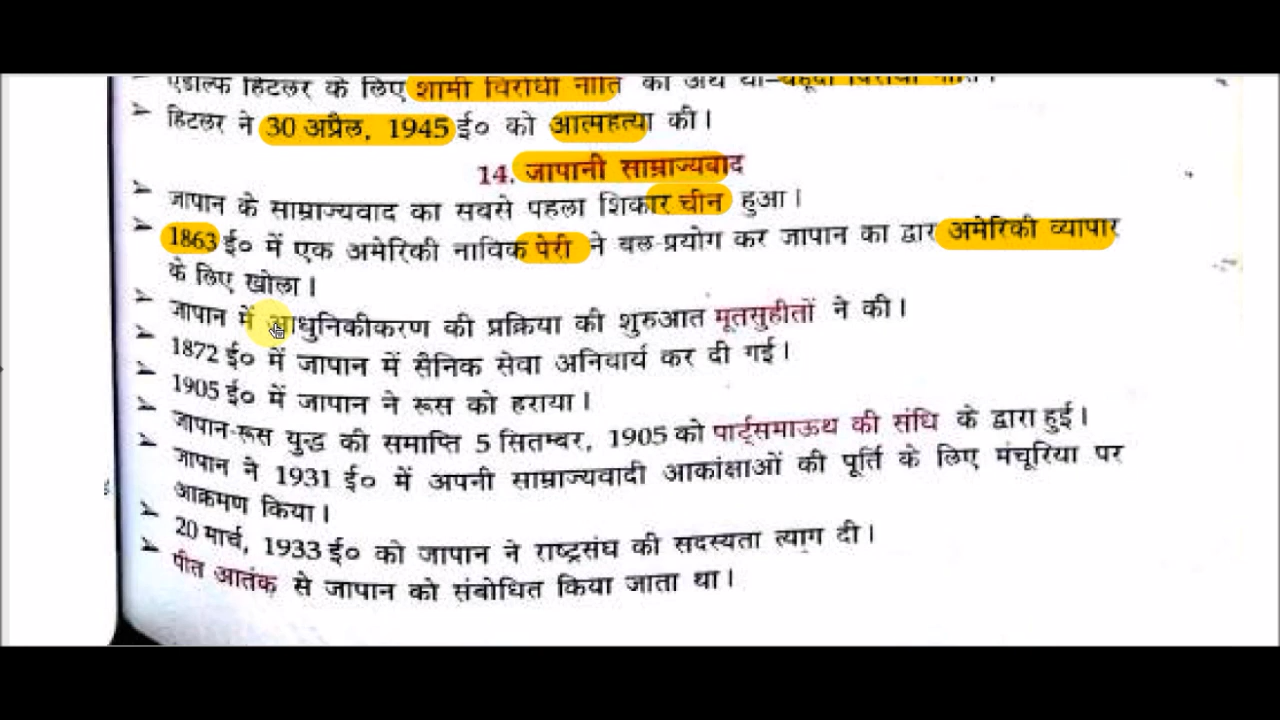 एडोल्फ हिटलर के लिए शामी विरोधी नीति का अर्थ था—यहूदी विरोधी नीति।
➤ हिटलर ने 30 अप्रैल, 1945 ई० को आत्महत्या की।
14. जापानी साम्राज्यवाद
➤ जापान के साम्राज्यवाद का सबसे पहला शिकार चीन हुआ।
➤ 1863 ई० में एक अमेरिकी नाविक पेरी ने बल-प्रयोग कर जापान का द्वार अमेरिकी व्यापार
के लिए खोला।
➤ जापान में आधुनिकीकरण की प्रक्रिया की शुरुआत मूतसुहीतों ने की।
➤ 1872 ई० में जापान में सैनिक सेवा अनिवार्य कर दी गई।
➤ 1905 ई० में जापान ने रूस को हराया।
➤ जापान-रूस युद्ध की समाप्ति 5 सितम्बर, 1905 को पार्ट्समाऊथ की संधि के द्वारा हुई।
➤ जापान ने 1931 ई० में अपनी साम्राज्यवादी आकांक्षाओं की पूर्ति के लिए मंचूरिया पर
आक्रमण किया।
➤ 20 मार्च, 1933 ई० को जापान ने राष्ट्रसंघ की सदस्यता त्याग दी।
➤ पीत आतंक से जापान को संबोधित किया जाता था।